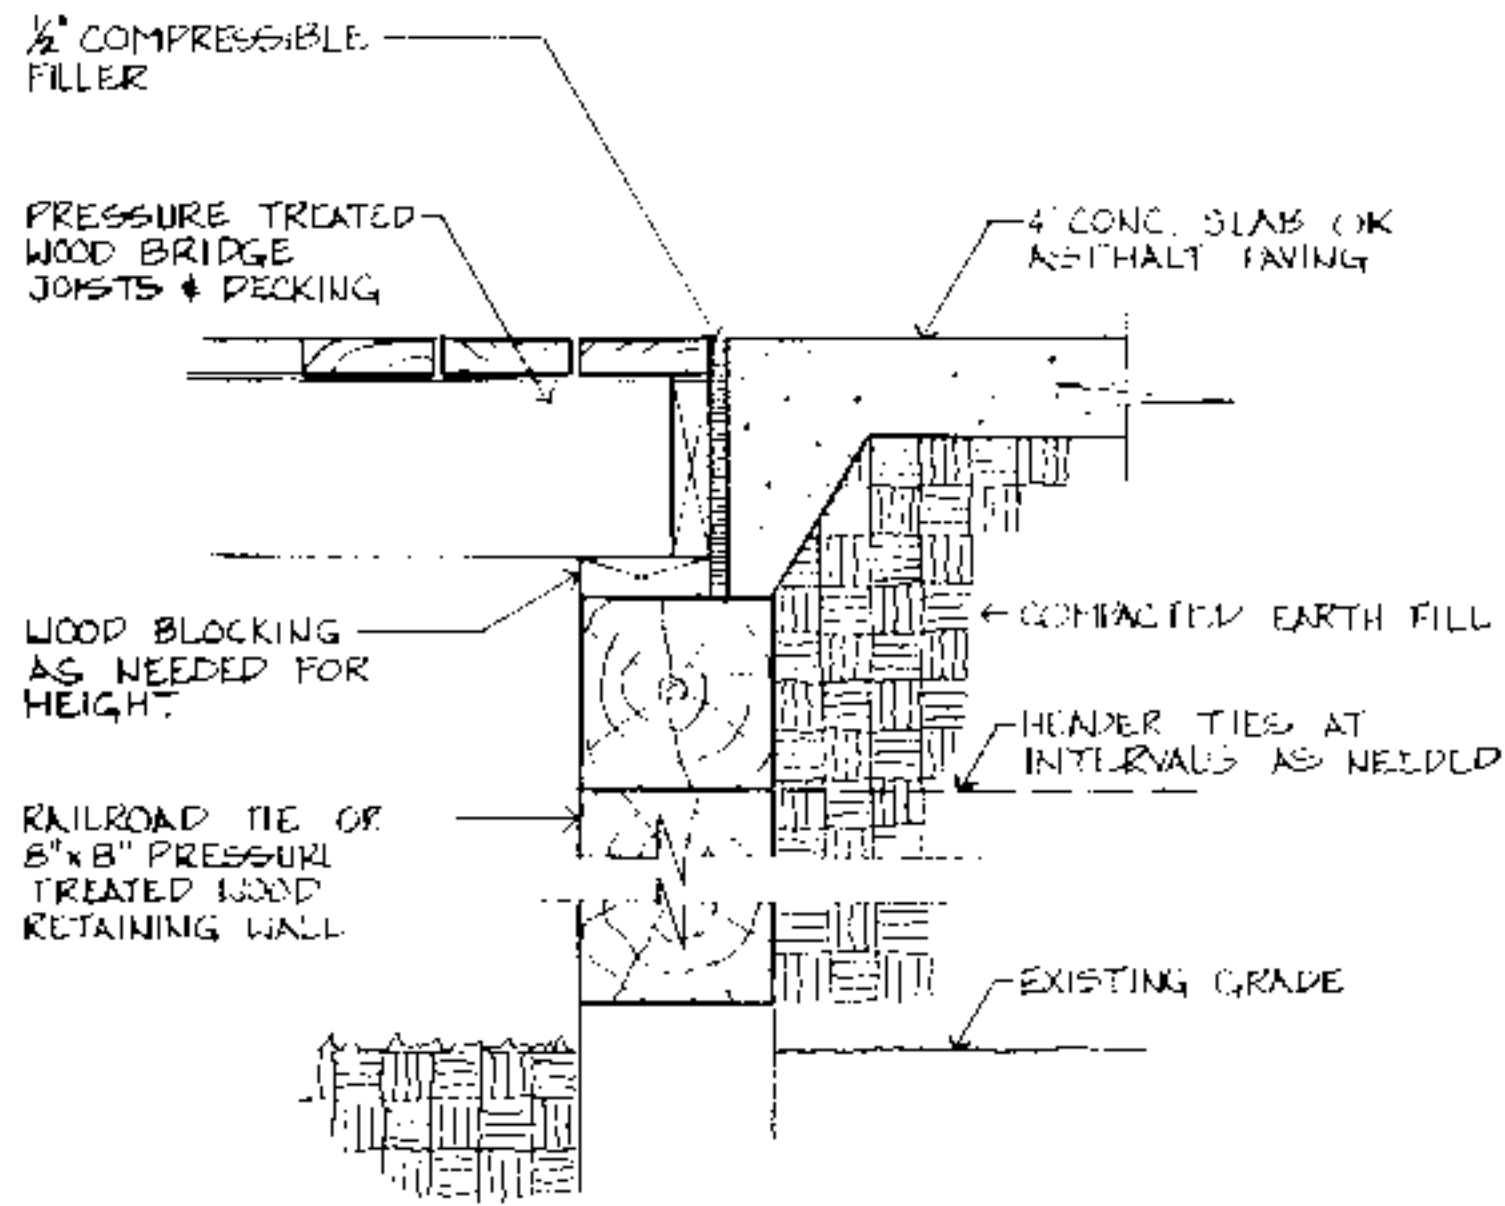 ½" COMPRESSIBLE
FILLER
PRESSURE TREATED
WOOD BRIDGE
JOISTS & DECKING
4" CONC. SLAB OR
ASPHALT PAVING
WOOD BLOCKING
AS NEEDED FOR
HEIGHT.
COMPACTED EARTH FILL
HEADER TIES AT
INTERVALS AS NEEDED
RAILROAD TIE OR
8" x 8" PRESSURE
TREATED WOOD
RETAINING WALL
EXISTING GRADE